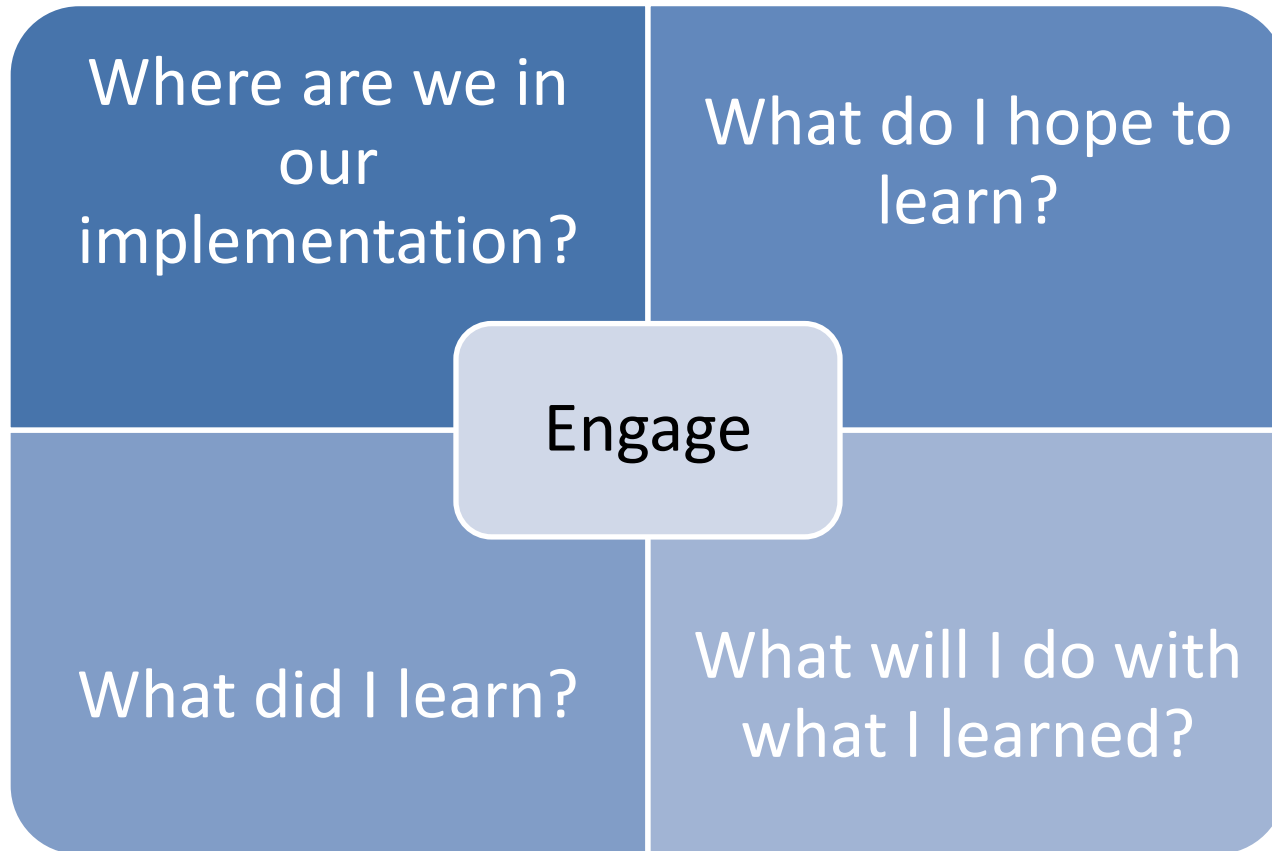 Where are we in
our
implementation?
What do I hope to
learn?
Engage
What did I learn?
What will I do with
what I learned?